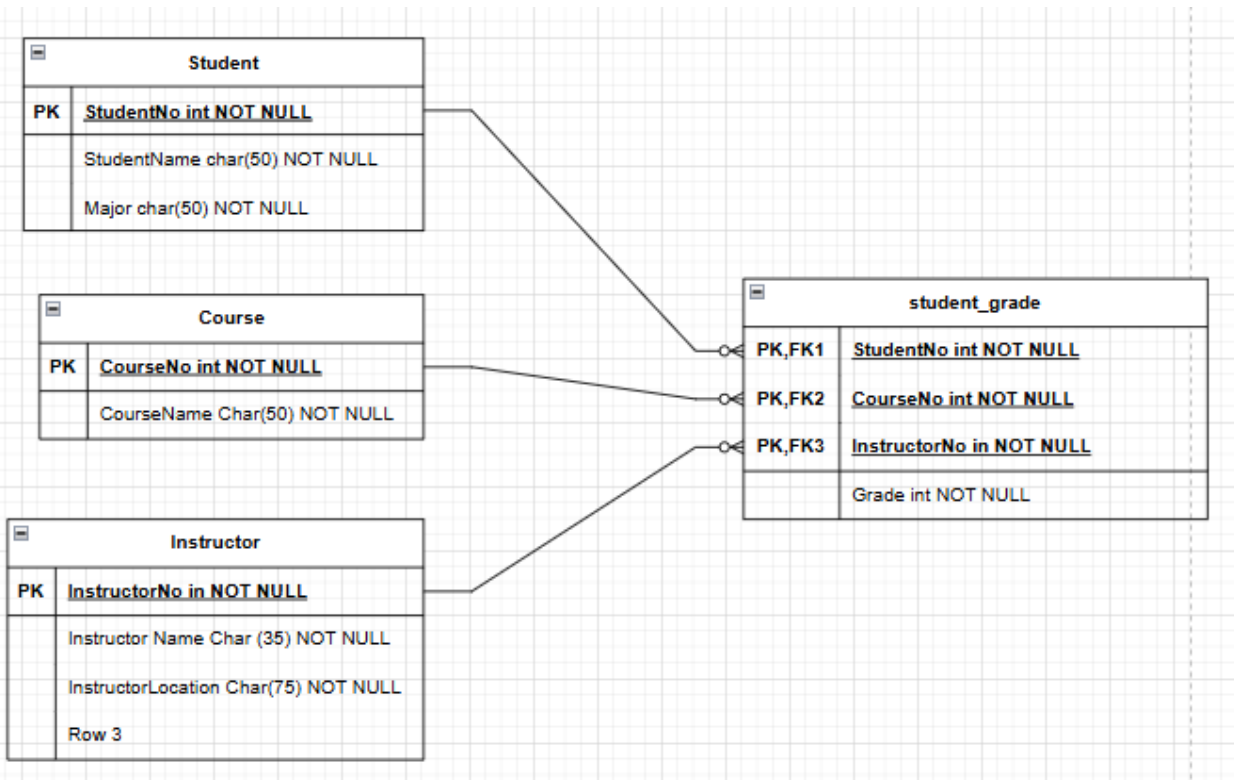 Student
PK StudentNo int NOT NULL
StudentName char(50) NOT NULL
Major char(50) NOT NULL
Course
PK CourseNo int NOT NULL
CourseName Char(50) NOT NULL
Instructor
PK InstructorNo in NOT NULL
Instructor Name Char (35) NOT NULL
InstructorLocation Char(75) NOT NULL
Row 3
student_grade
PK,FK1 StudentNo int NOT NULL
PK,FK2 CourseNo int NOT NULL
PK,FK3 InstructorNo in NOT NULL
Grade int NOT NULL